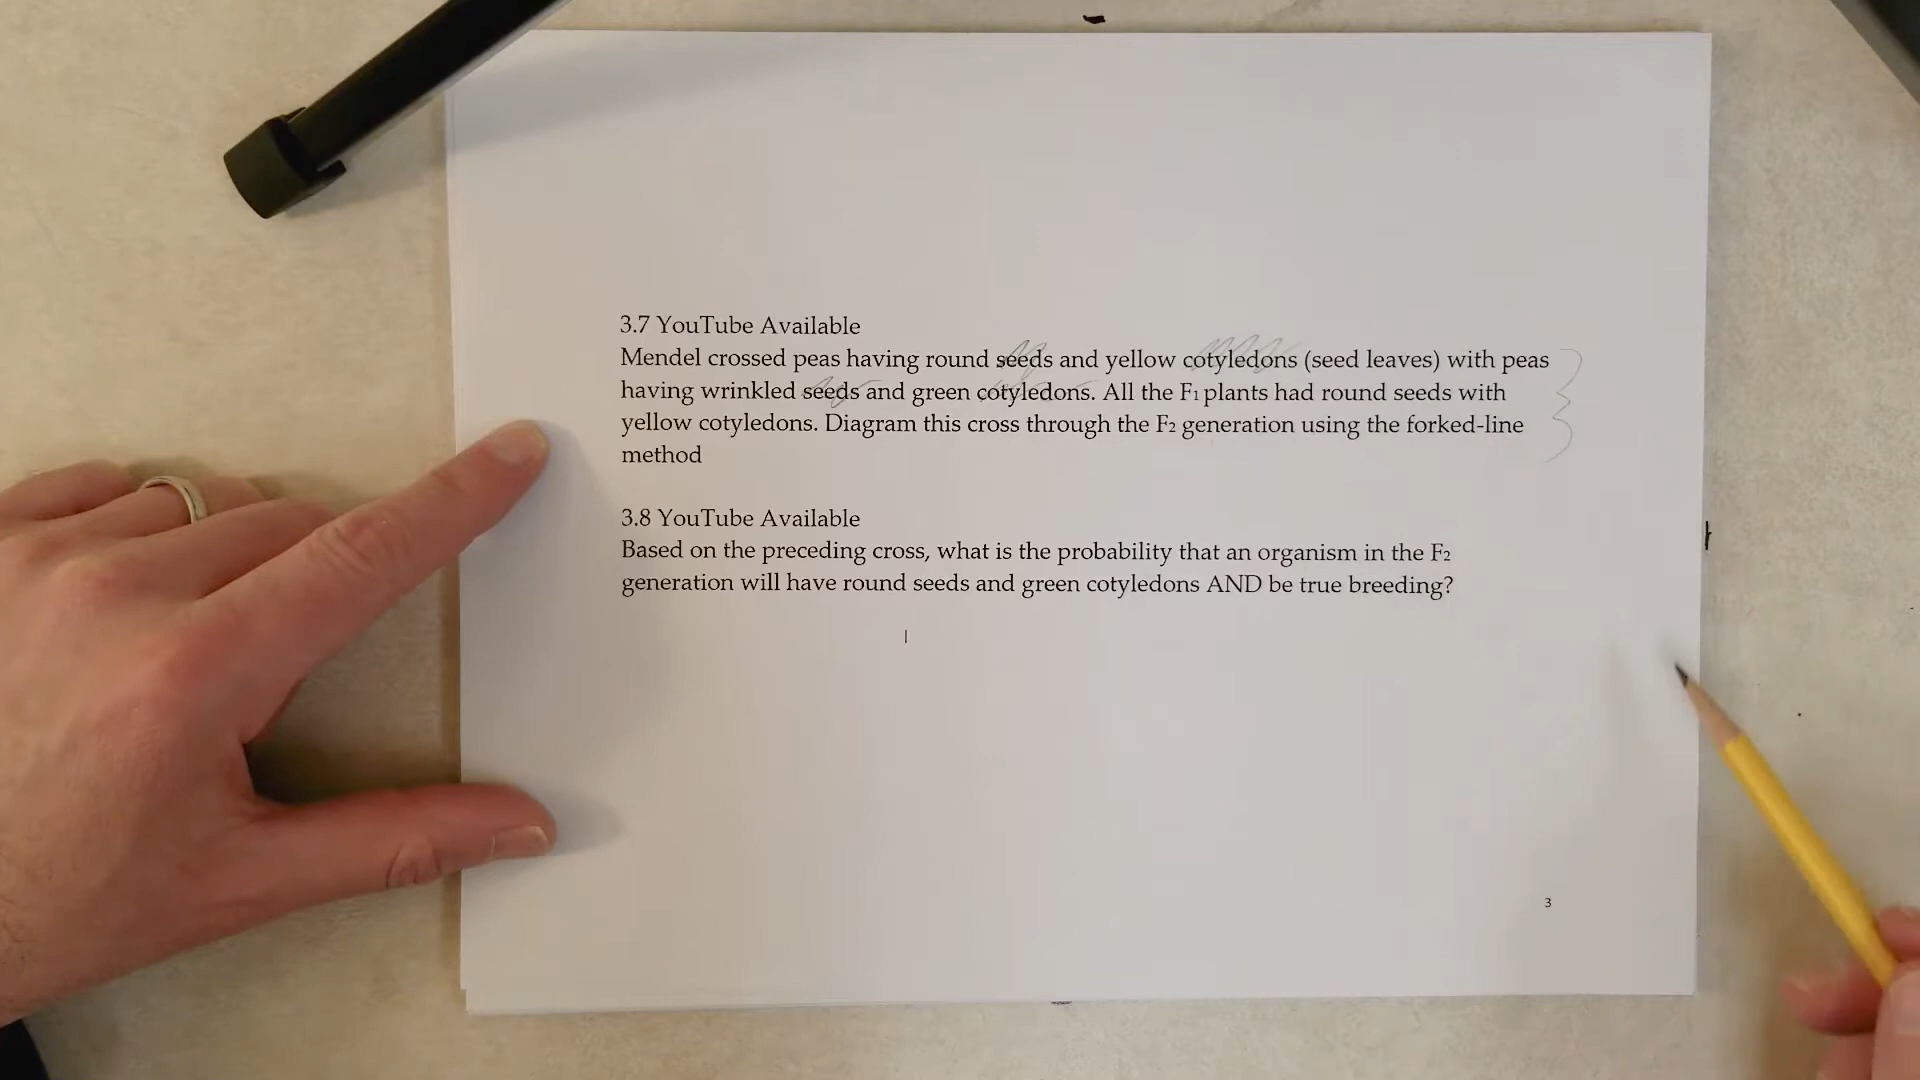 3.7 YouTube Available
Mendel crossed peas having round seeds and yellow cotyledons (seed leaves) with peas
having wrinkled seeds and green cotyledons. All the F1 plants had round seeds with
yellow cotyledons. Diagram this cross through the F2 generation using the forked-line
method
3.8 YouTube Available
Based on the preceding cross, what is the probability that an organism in the F2
generation will have round seeds and green cotyledons AND be true breeding?
3